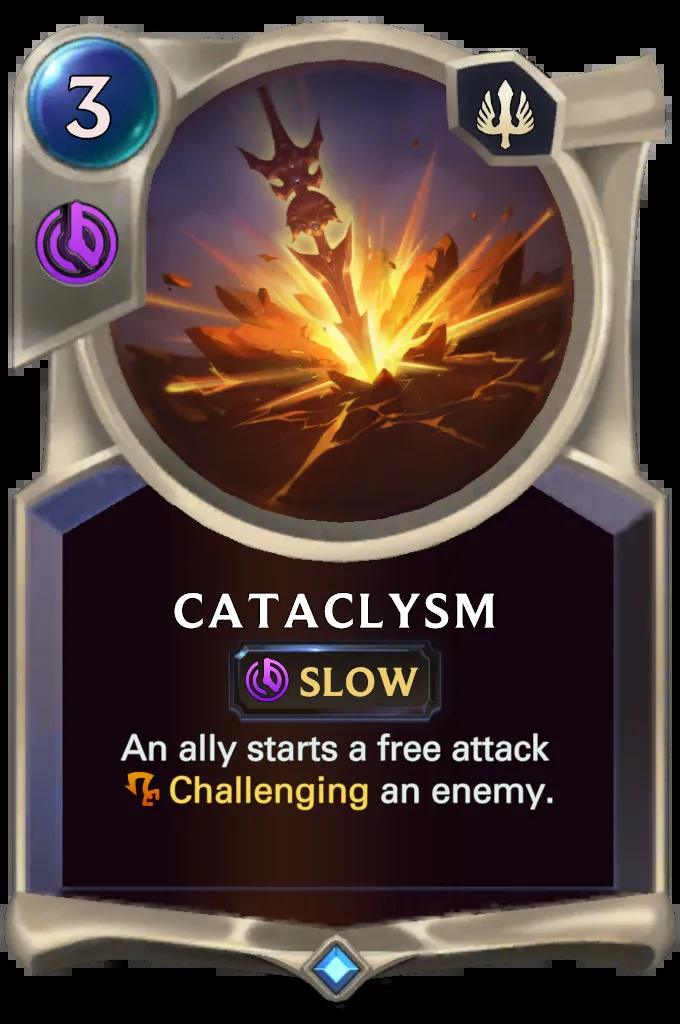 3
CATACLYSM
SLOW
An ally starts a free attack
Challenging an enemy.